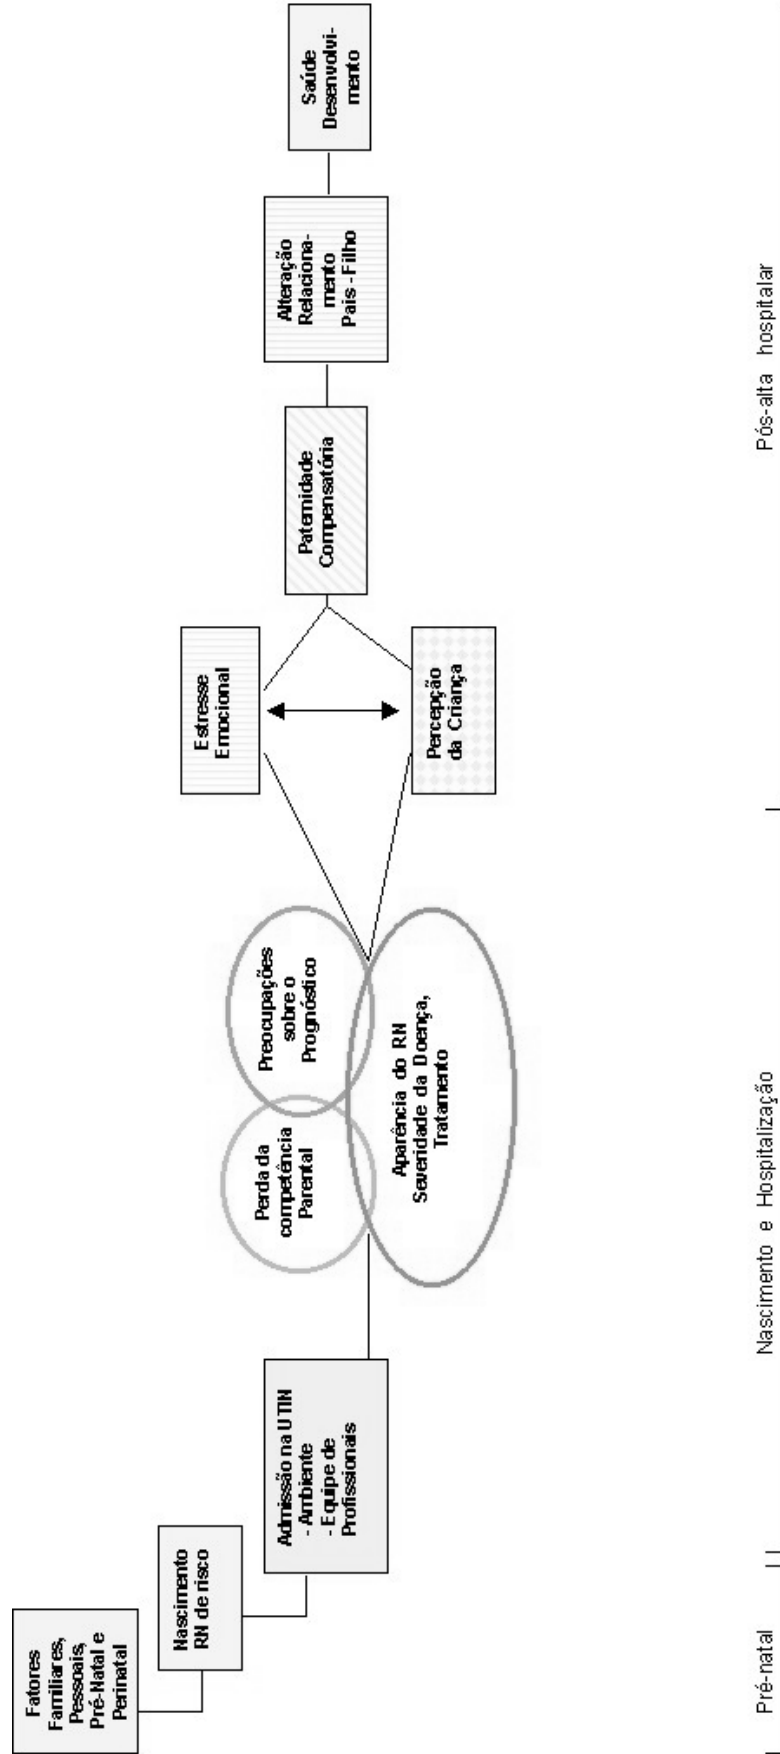 Fatores
Familiares,
Pessoais,
Pré-Natal e
Perinatal
Nascimento
RN de risco
Admissão na UTIN
- Ambiente
- Equipe de
Profissionais
Perda da
competência
Parental
Preocupações
sobre o
Prognóstico
Aparência do RN
Severidade da Doença,
Tratamento
Estresse
Emocional
Percepção
da Criança
Paternidade
Compensatória
Alteração
Relaciona-
mento
Pais - Filho
Saúde
Desenvolvi-
mento
Pré-natal
Nascimento e Hospitalização
Pós-alta hospitalar